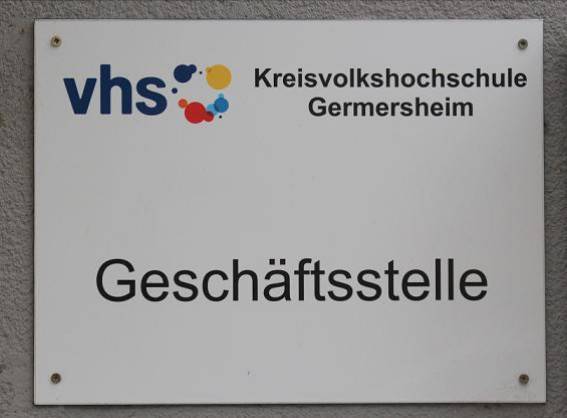 vhs
Kreisvolkshochschule
Germersheim
Geschäftsstelle